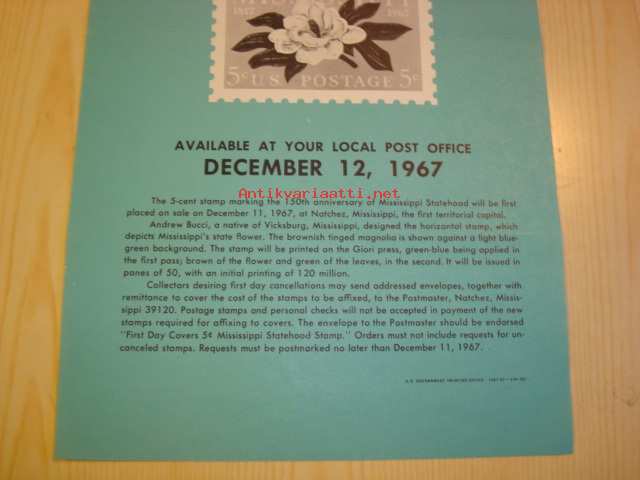 1817 1967
5¢ U.S. POSTAGE 5¢
AVAILABLE AT YOUR LOCAL POST OFFICE
DECEMBER 12, 1967
Antikvariaatti.net
The 5-cent stamp marking the 150th anniversary of Mississippi Statehood will be first
placed on sale on December 11, 1967, at Natchez, Mississippi, the first territorial capital.
Andrew Bucci, a native of Vicksburg, Mississippi, designed the horizontal stamp, which
depicts Mississippi's state flower. The brownish tinged magnolia is shown against a light blue-
green background. The stamp will be printed on the Giori press, green-blue being applied in
the first pass; brown of the flower and green of the leaves, in the second. It will be issued in
panes of 50, with an initial printing of 120 million.
Collectors desiring first day cancellations may send addressed envelopes, together with
remittance to cover the cost of the stamps to be affixed, to the Postmaster, Natchez, Missis-
sippi 39120. Postage stamps and personal checks will not be accepted in payment of the new
stamps required for affixing to covers. The envelope to the Postmaster should be endorsed
"First Day Covers 5¢ Mississippi Statehood Stamp." Orders must not include requests for un-
canceled stamps. Requests must be postmarked no later than December 11, 1967.
U.S. GOVERNMENT PRINTING OFFICE